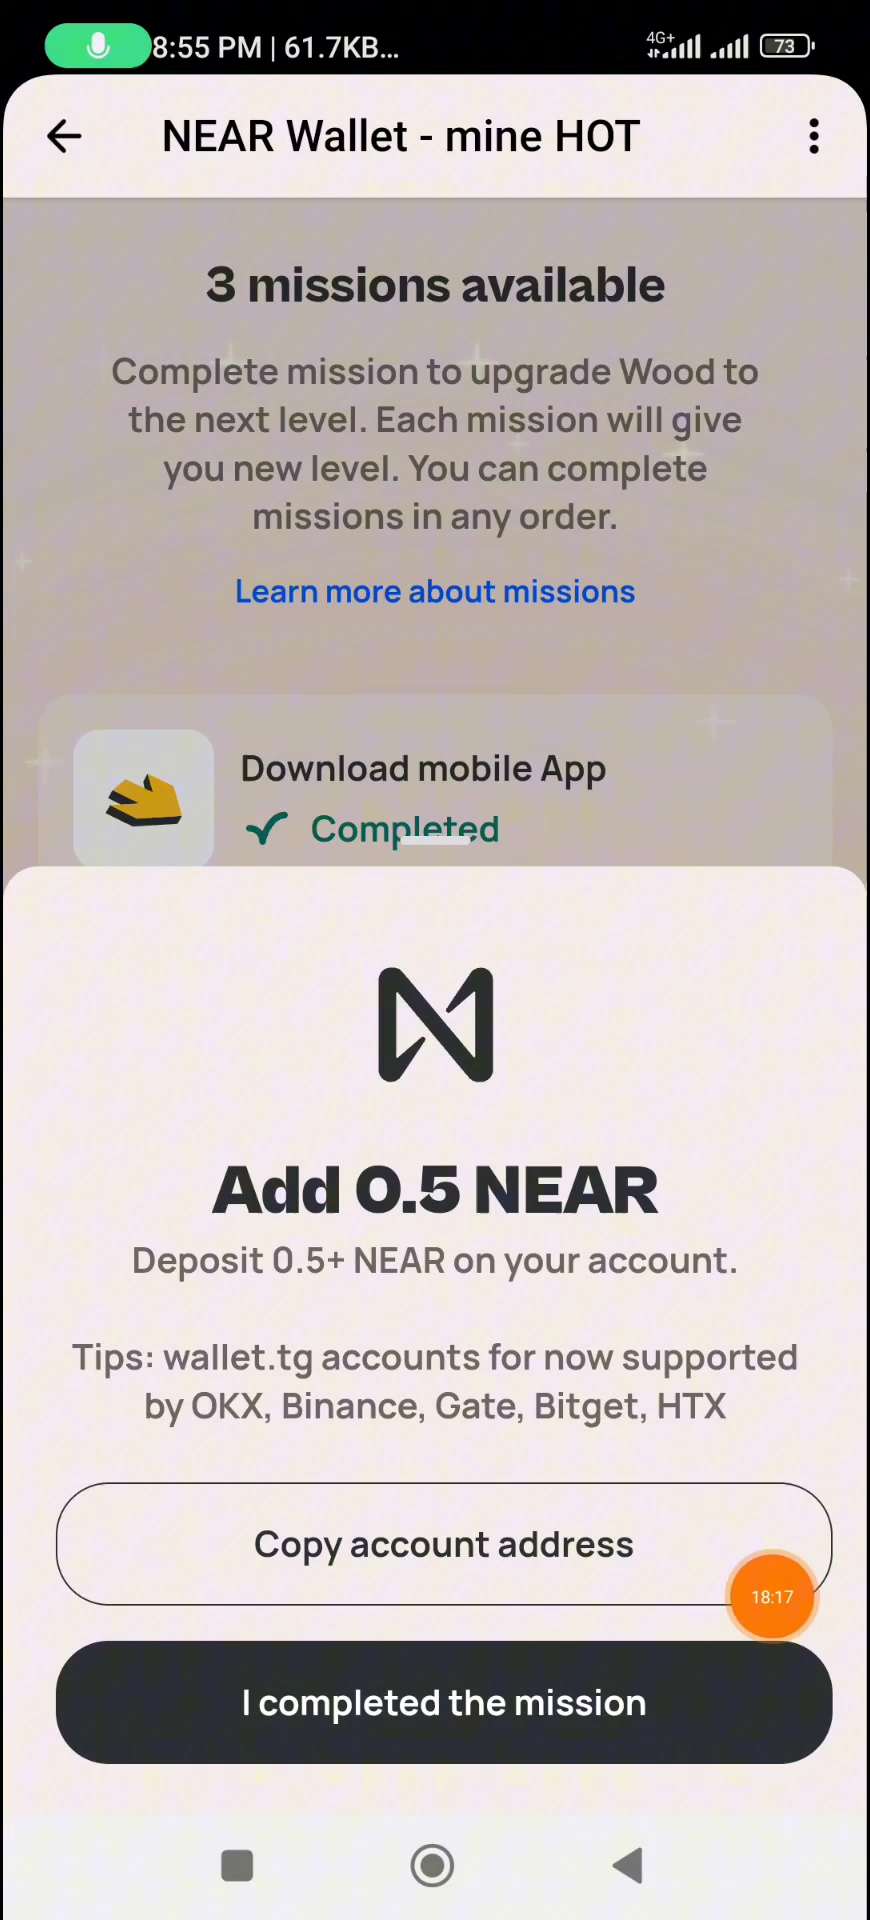 8:55 PM | 61.7KB...
4G+
73
NEAR Wallet - mine HOT
3 missions available
Complete mission to upgrade Wood to
the next level. Each mission will give
you new level. You can complete
missions in any order.
Learn more about missions
Download mobile App
Completed
Add 0.5 NEAR
Deposit 0.5+ NEAR on your account.
Tips: wallet.tg accounts for now supported
by OKX, Binance, Gate, Bitget, HTX
Copy account address
18:17
I completed the mission